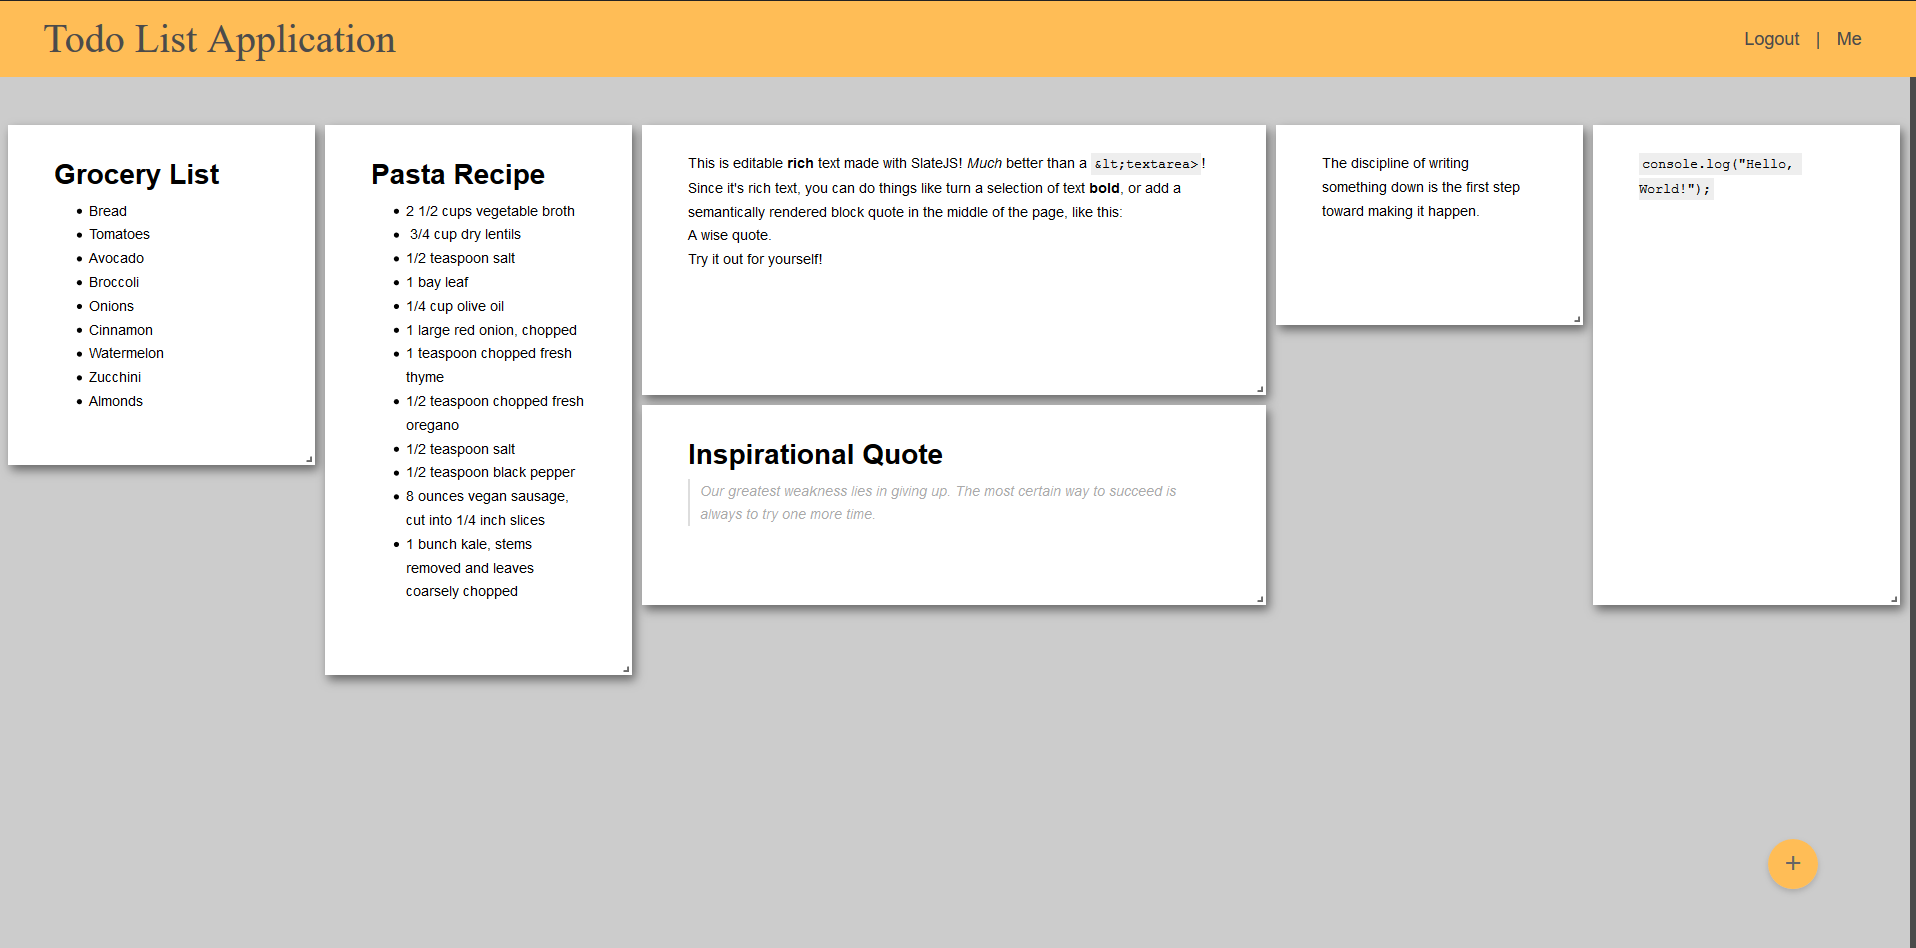 Todo List Application
Logout | Me
Grocery List
Bread
Tomatoes
Avocado
Broccoli
Onions
Cinnamon
Watermelon
Zucchini
Almonds
Pasta Recipe
2 1/2 cups vegetable broth
3/4 cup dry lentils
1/2 teaspoon salt
1 bay leaf
1/4 cup olive oil
1 large red onion, chopped
1 teaspoon chopped fresh
thyme
1/2 teaspoon chopped fresh
oregano
1/2 teaspoon salt
1/2 teaspoon black pepper
8 ounces vegan sausage,
cut into 1/4 inch slices
1 bunch kale, stems
removed and leaves
coarsely chopped
This is editable rich text made with SlateJS! Much better than a &lt;textarea>!
Since it's rich text, you can do things like turn a selection of text bold, or add a
semantically rendered block quote in the middle of the page, like this:
A wise quote.
Try it out for yourself!
Inspirational Quote
Our greatest weakness lies in giving up. The most certain way to succeed is
always to try one more time.
The discipline of writing
something down is the first step
toward making it happen.
console.log("Hello,
World!");
+